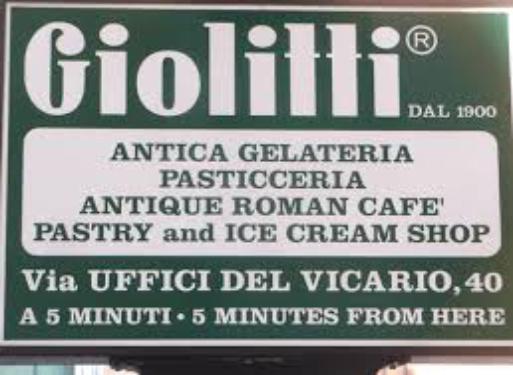 Giolitti®
DAL 1900
ANTICA GELATERIA
PASTICCERIA
ANTIQUE ROMAN CAFE'
PASTRY and ICE CREAM SHOP
Via UFFICI DEL VICARIO, 40
A 5 MINUTI • 5 MINUTES FROM HERE